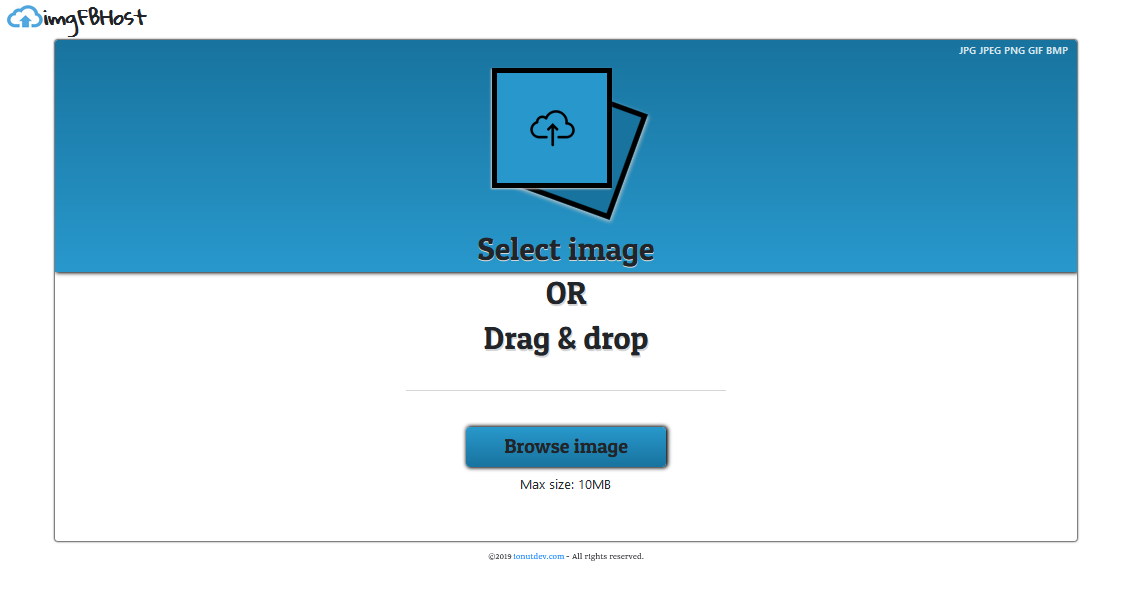 imgFBHost
JPG JPEG PNG GIF BMP
Select image
OR
Drag & drop
Browse image
Max size: 10MB
©2019 ionutdev.com - All rights reserved.